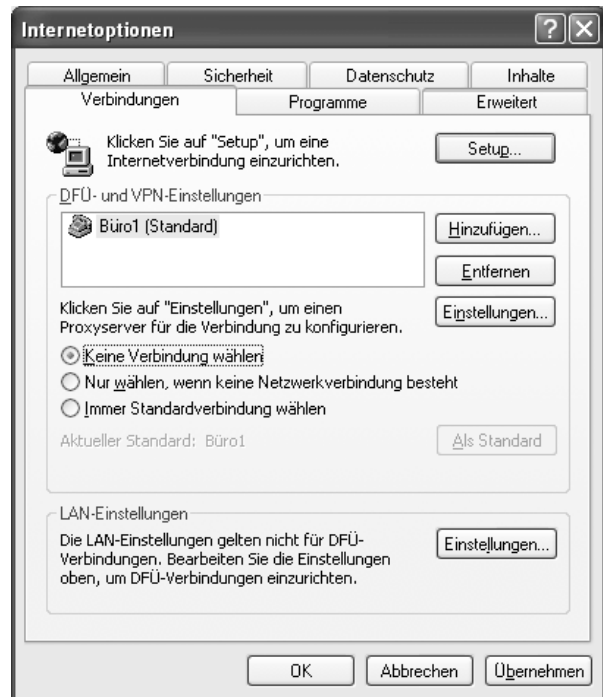 Internetoptionen
Allgemein Sicherheit Datenschutz Inhalte
Verbindungen Programme Erweitert
Klicken Sie auf "Setup", um eine
Internetverbindung einzurichten.
Setup...
DFÜ- und VPN-Einstellungen
Büro1 (Standard)
Hinzufügen...
Entfernen
Klicken Sie auf "Einstellungen", um einen
Proxyserver für die Verbindung zu konfigurieren.
Einstellungen...
Keine Verbindung wählen
Nur wählen, wenn keine Netzwerkverbindung besteht
Immer Standardverbindung wählen
Aktueller Standard: Büro1
Als Standard
LAN-Einstellungen
Die LAN-Einstellungen gelten nicht für DFÜ-
Verbindungen. Bearbeiten Sie die Einstellungen
oben, um DFÜ-Verbindungen einzurichten.
Einstellungen...
OK Abbrechen Übernehmen